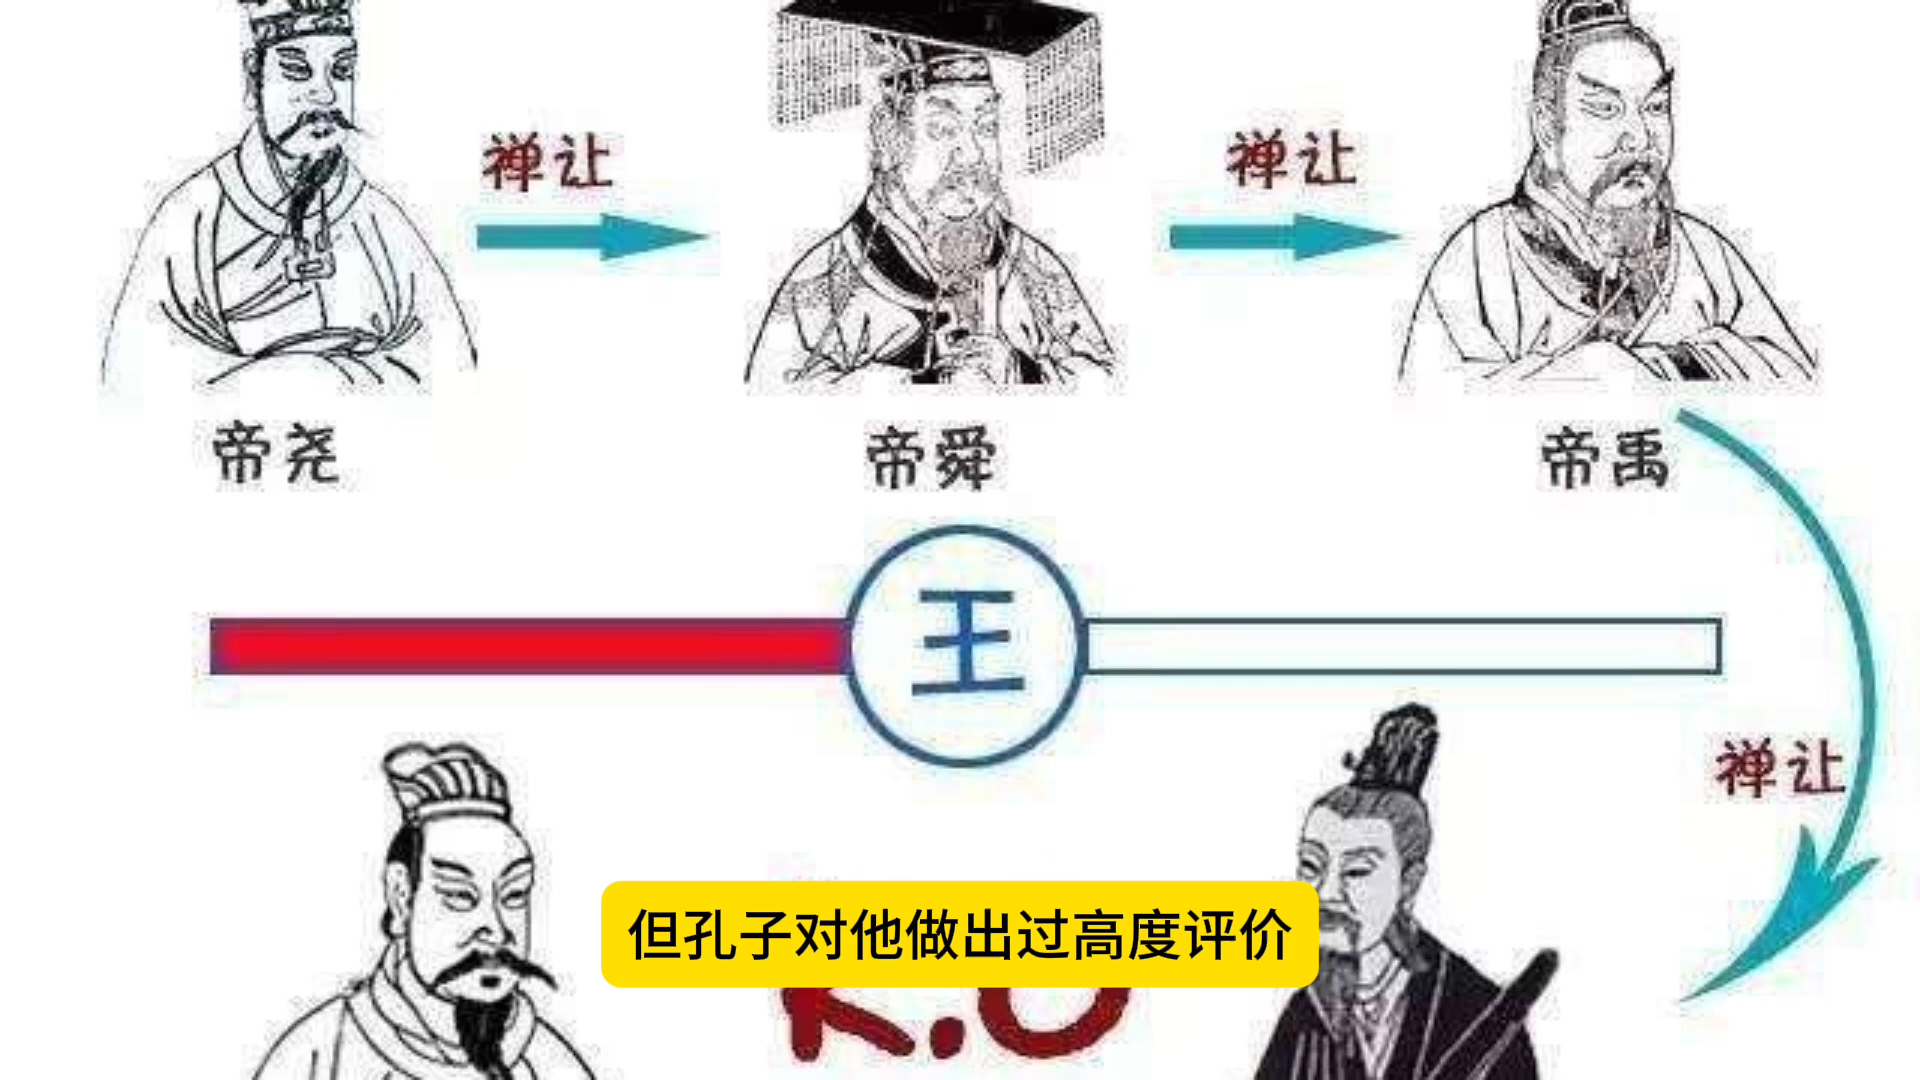 禅让
禅让
帝尧
帝舜
帝禹
王
禅让
但孔子对他做出过高度评价
K.O